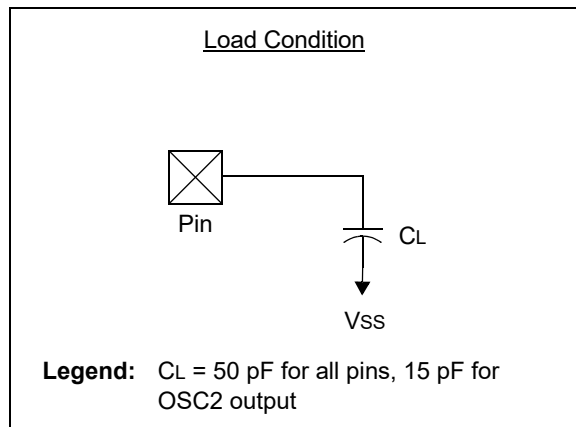 Load Condition
Pin
CL
VSS
Legend: CL = 50 pF for all pins, 15 pF for
OSC2 output